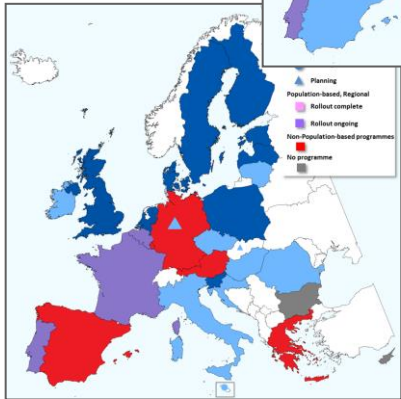 Planning
Population-based, Regional
Rollout complete
Rollout ongoing
Non-Population-based programmes
No programme